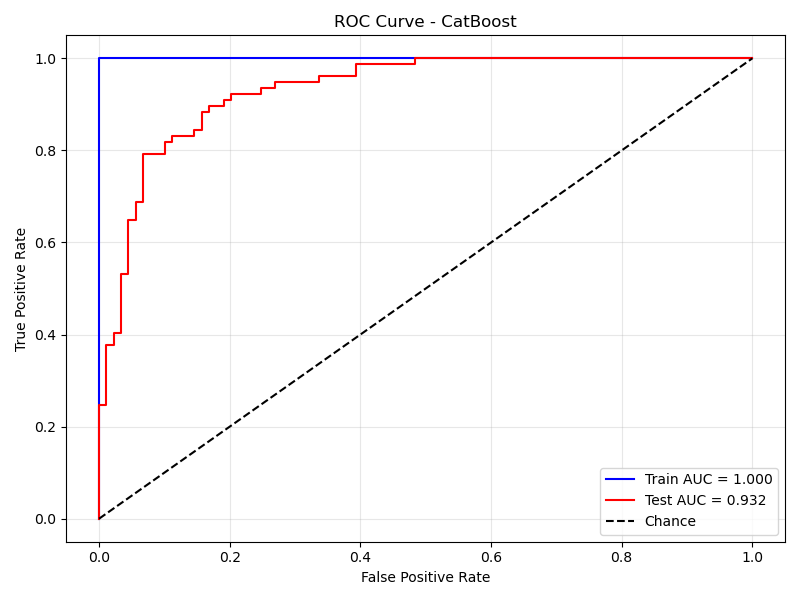 ROC Curve - CatBoost
True Positive Rate
1.0
0.8
0.6
0.4
0.2
0.0
Train AUC = 1.000
Test AUC = 0.932
Chance
0.0 0.2 0.4 0.6 0.8 1.0
False Positive Rate